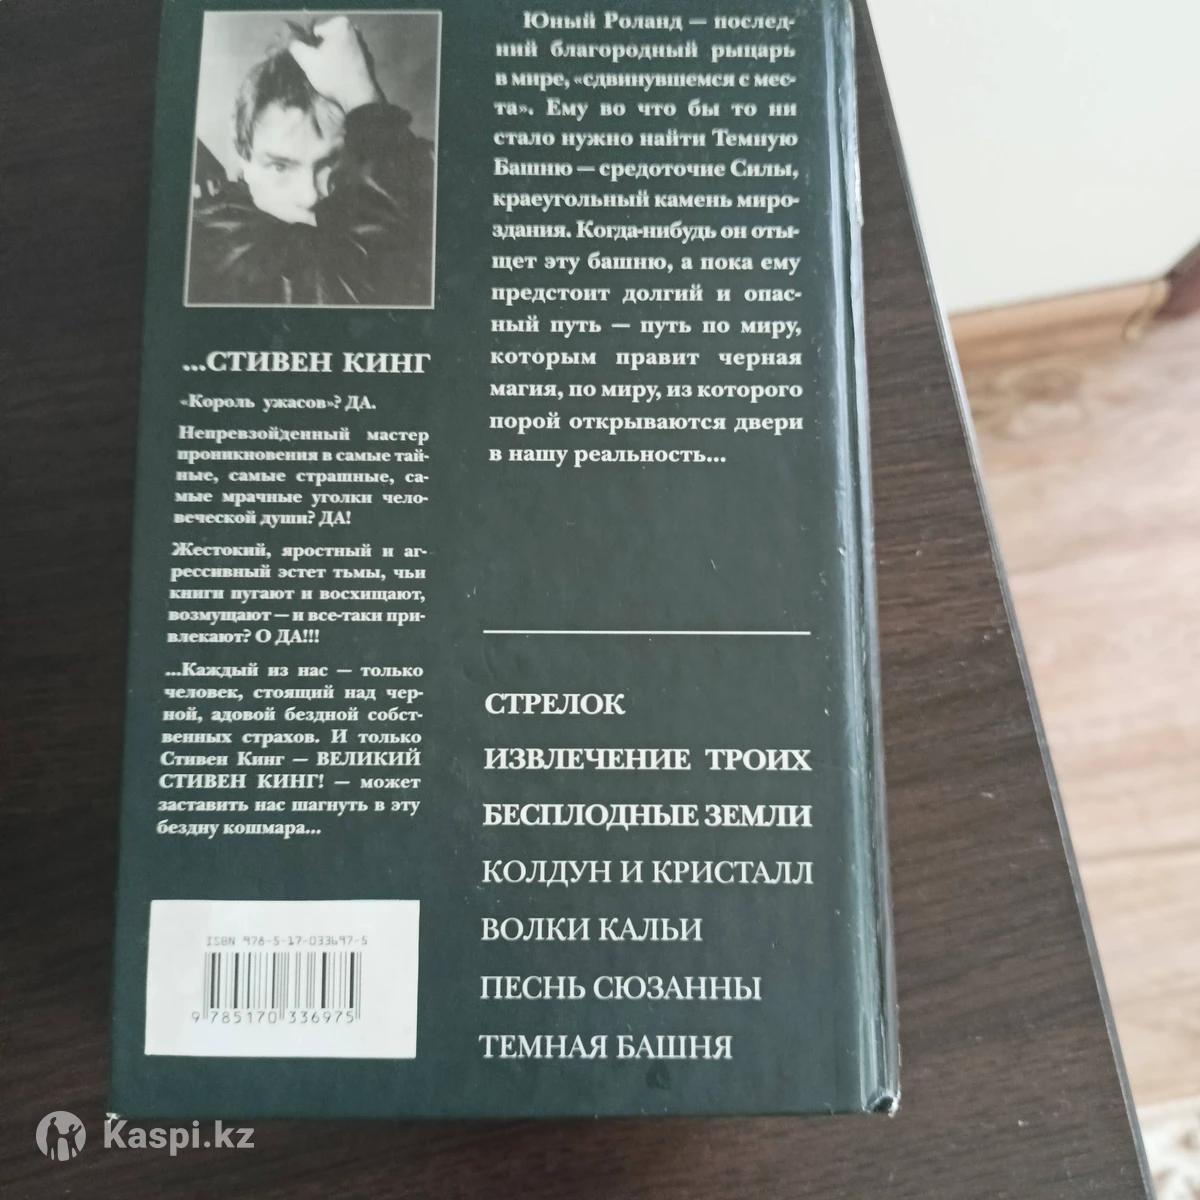 ...СТИВЕН КИНГ
«Король ужасов»? ДА.
Непревзойденный мастер
проникновения в самые тай-
ные, самые страшные, са-
мые мрачные уголки чело-
веческой души? ДА!
Жестокий, яростный и аг-
рессивный эстет тьмы, чьи
книги пугают и восхищают,
возмущают — и все-таки при-
влекают? О ДА!!!
...Каждый из нас — только
человек, стоящий над чер-
ной, адовой бездной собст-
венных страхов. И только
Стивен Кинг — ВЕЛИКИЙ
СТИВЕН КИНГ! — может
заставить нас шагнуть в эту
бездну кошмара...
ISBN 978-5-17-033697-5
9 785170 336975
Юный Роланд — послед-
ний благородный рыцарь
в мире, «сдвинувшемся с мес-
та». Ему во что бы то ни
стало нужно найти Темную
Башню — средоточие Силы,
краеугольный камень миро-
здания. Когда-нибудь он оты-
щет эту башню, а пока ему
предстоит долгий и опас-
ный путь — путь по миру,
которым правит черная
магия, по миру, из которого
порой открываются двери
в нашу реальность...
СТРЕЛОК
ИЗВЛЕЧЕНИЕ ТРОИХ
БЕСПЛОДНЫЕ ЗЕМЛИ
КОЛДУН И КРИСТАЛЛ
ВОЛКИ КАЛЬИ
ПЕСНЬ СЮЗАННЫ
ТЕМНАЯ БАШНЯ
Kaspi.kz